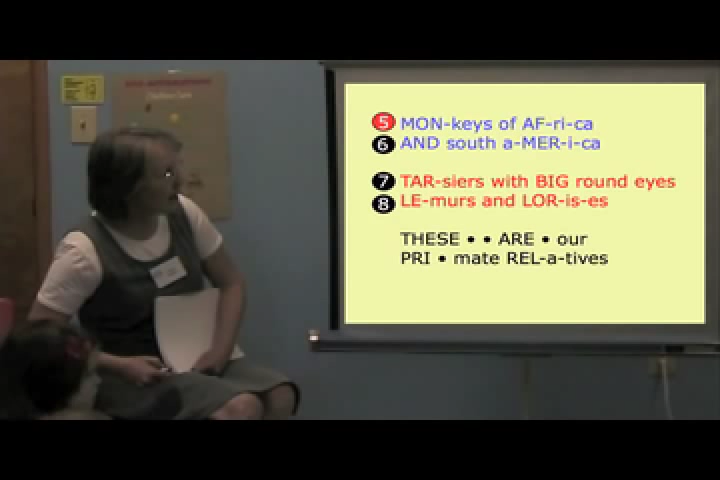 5 MON-keys of AF-ri-ca
6 AND south a-MER-i-ca
7 TAR-siers with BIG round eyes
8 LE-murs and LOR-is-es
THESE • • ARE • our
PRI • mate REL-a-tives